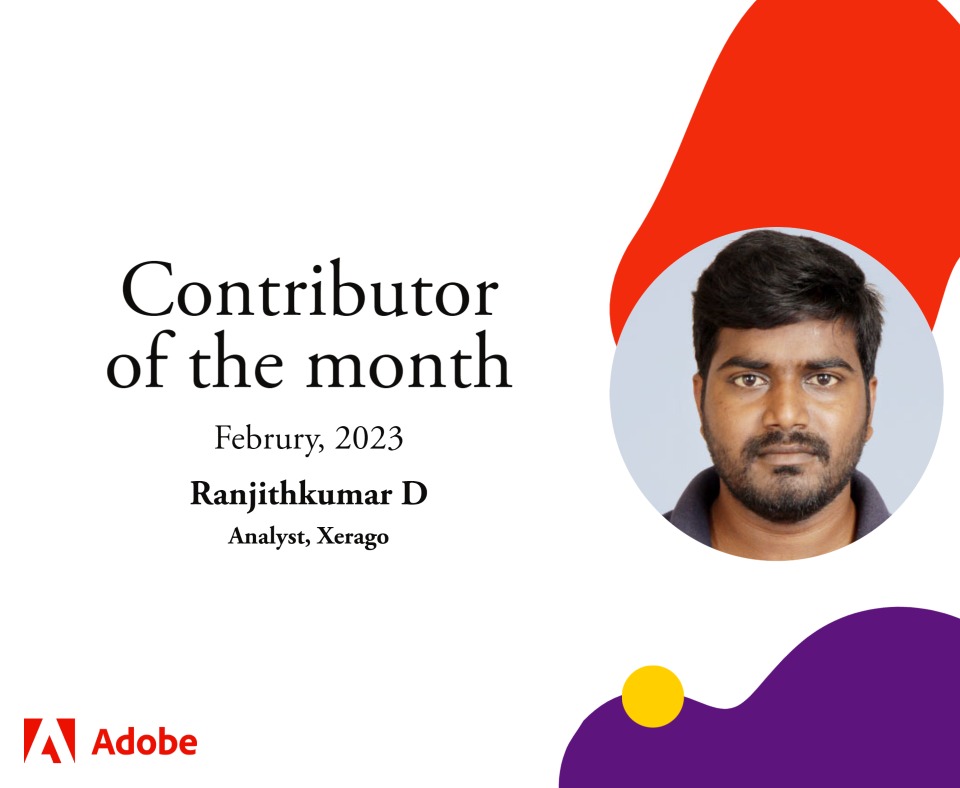 Contributor
of the month
Februry, 2023
Ranjithkumar D
Analyst, Xerago
Adobe